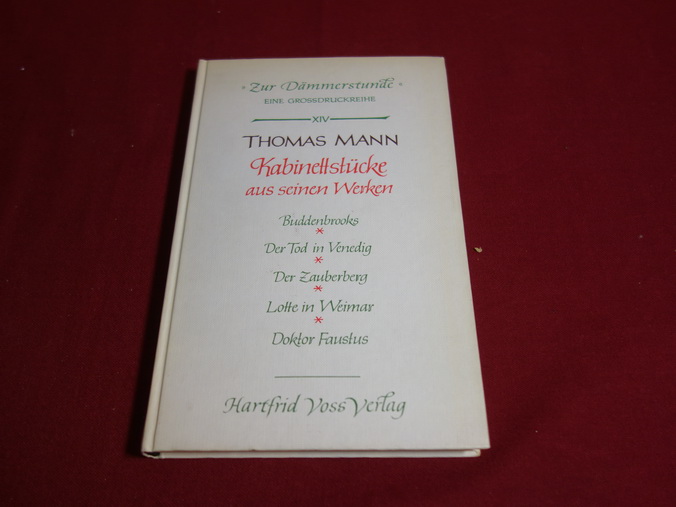 Zur Dämmerstunde
EINE GROSSDRUCKREIHE
XIV
THOMAS MANN
Kabinettstücke
aus seinen Werken
Buddenbrooks
*
Der Tod in Venedig
*
Der Zauberberg
*
Lotte in Weimar
*
Doktor Faustus
Hartfrid Voss Verlag